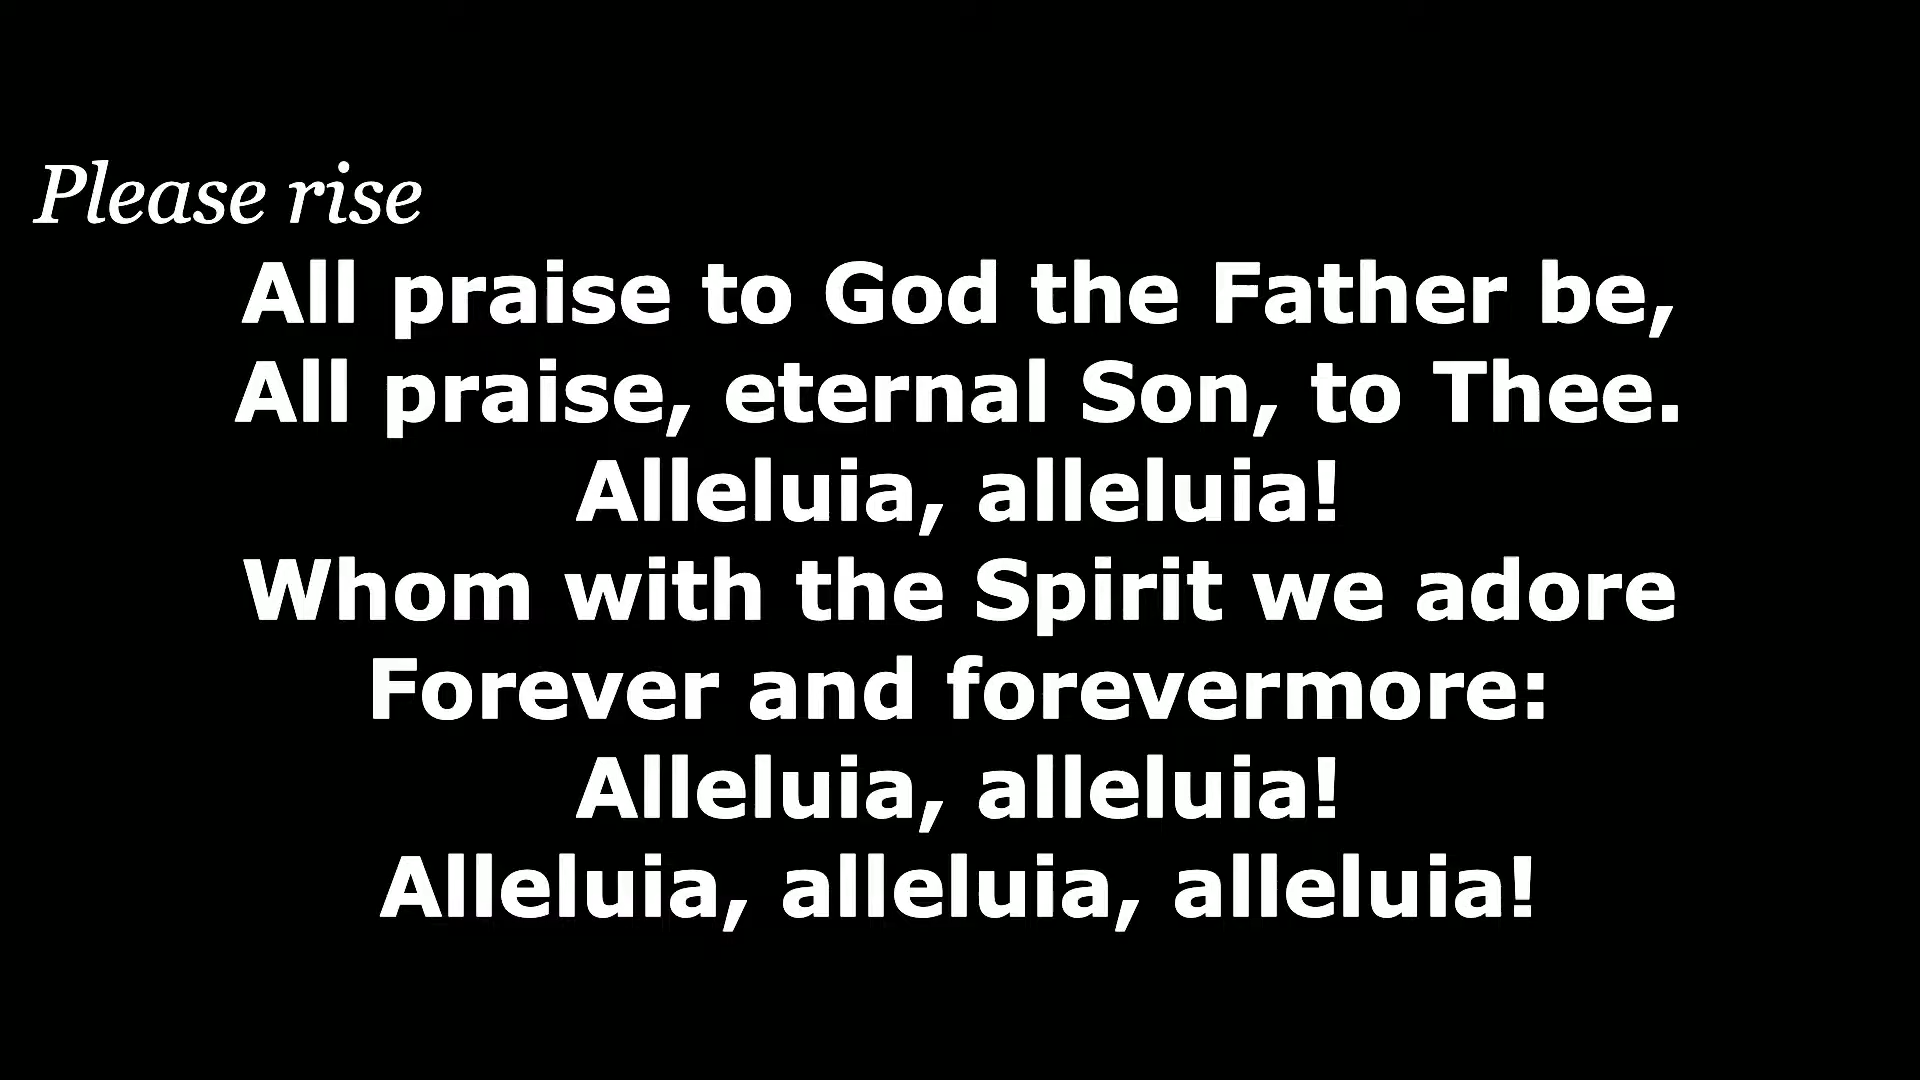 Please rise
All praise to God the Father be,
All praise, eternal Son, to Thee.
Alleluia, alleluia!
Whom with the Spirit we adore
Forever and forevermore:
Alleluia, alleluia!
Alleluia, alleluia, alleluia!